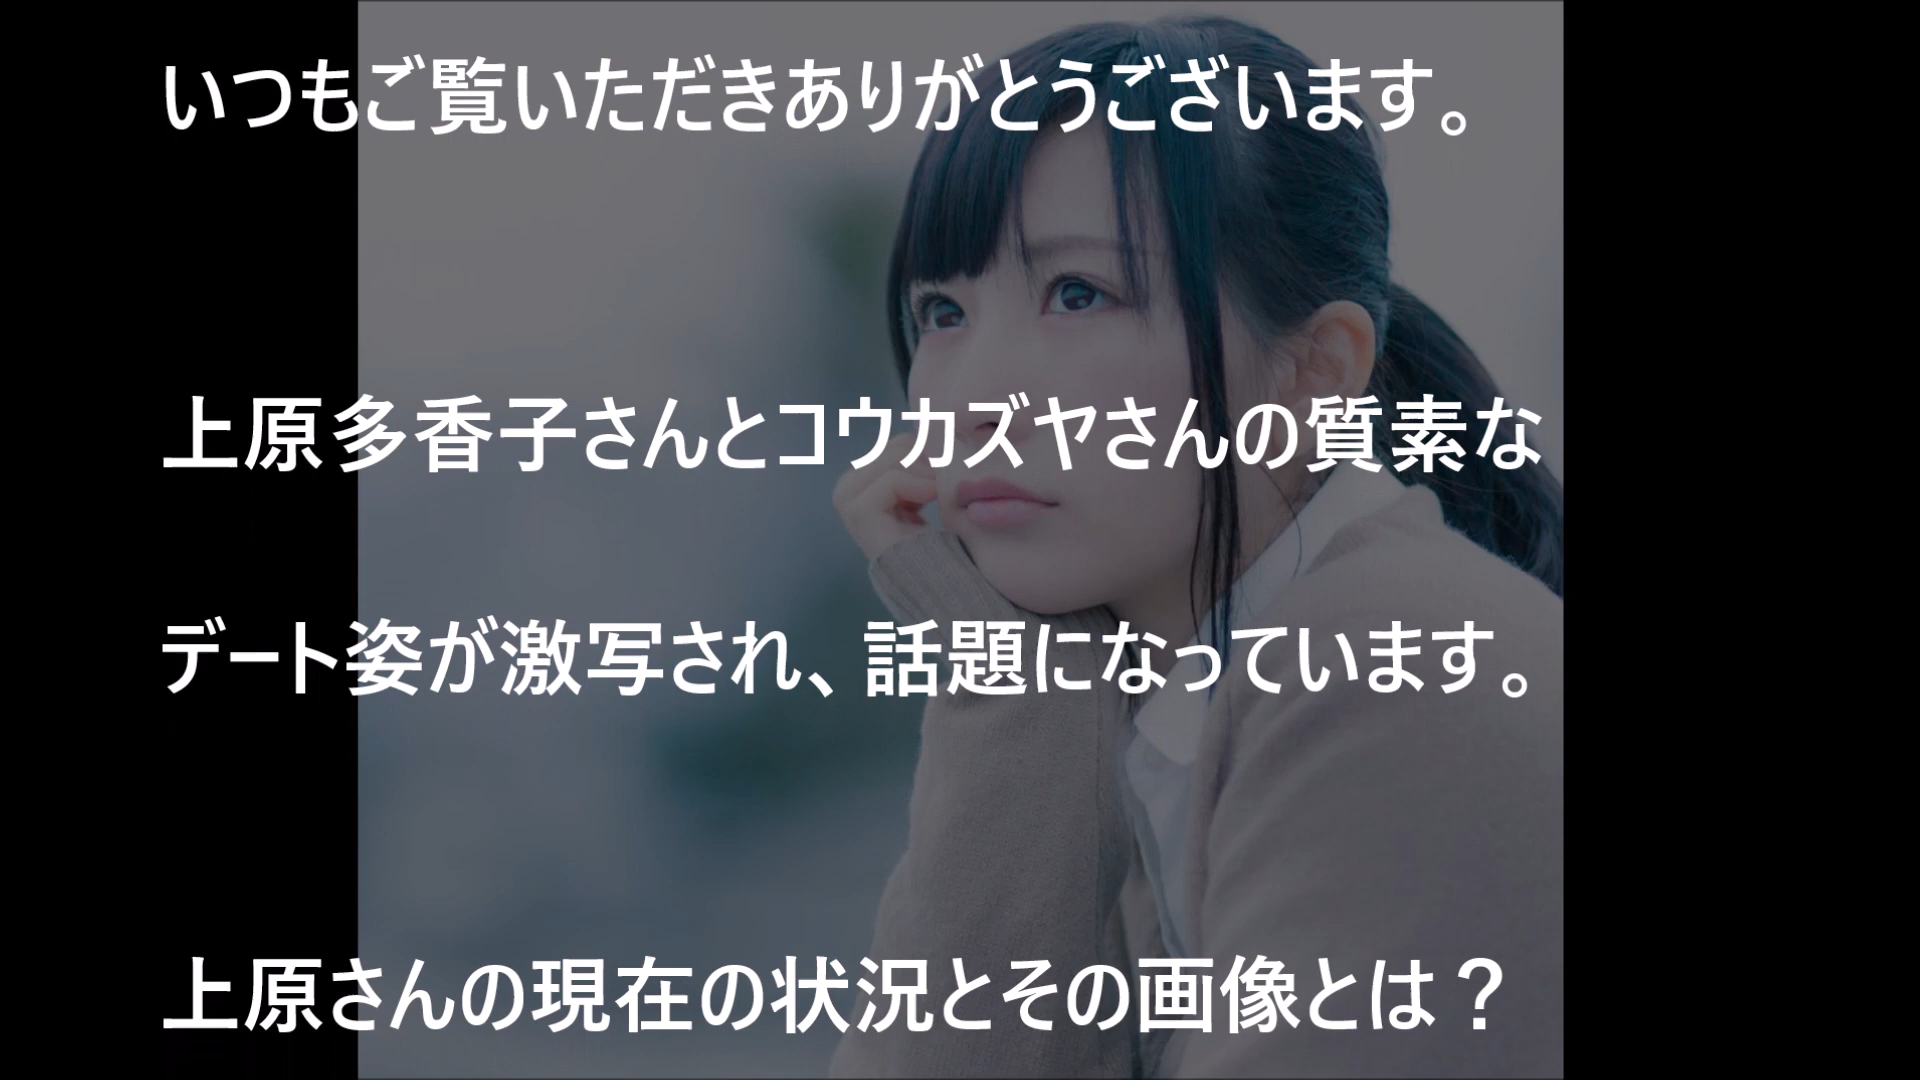 いつもご覧いただきありがとうございます。
上原多香子さんとコウカズヤさんの質素な
デート姿が激写され、話題になっています。
上原さんの現在の状況とその画像とは？